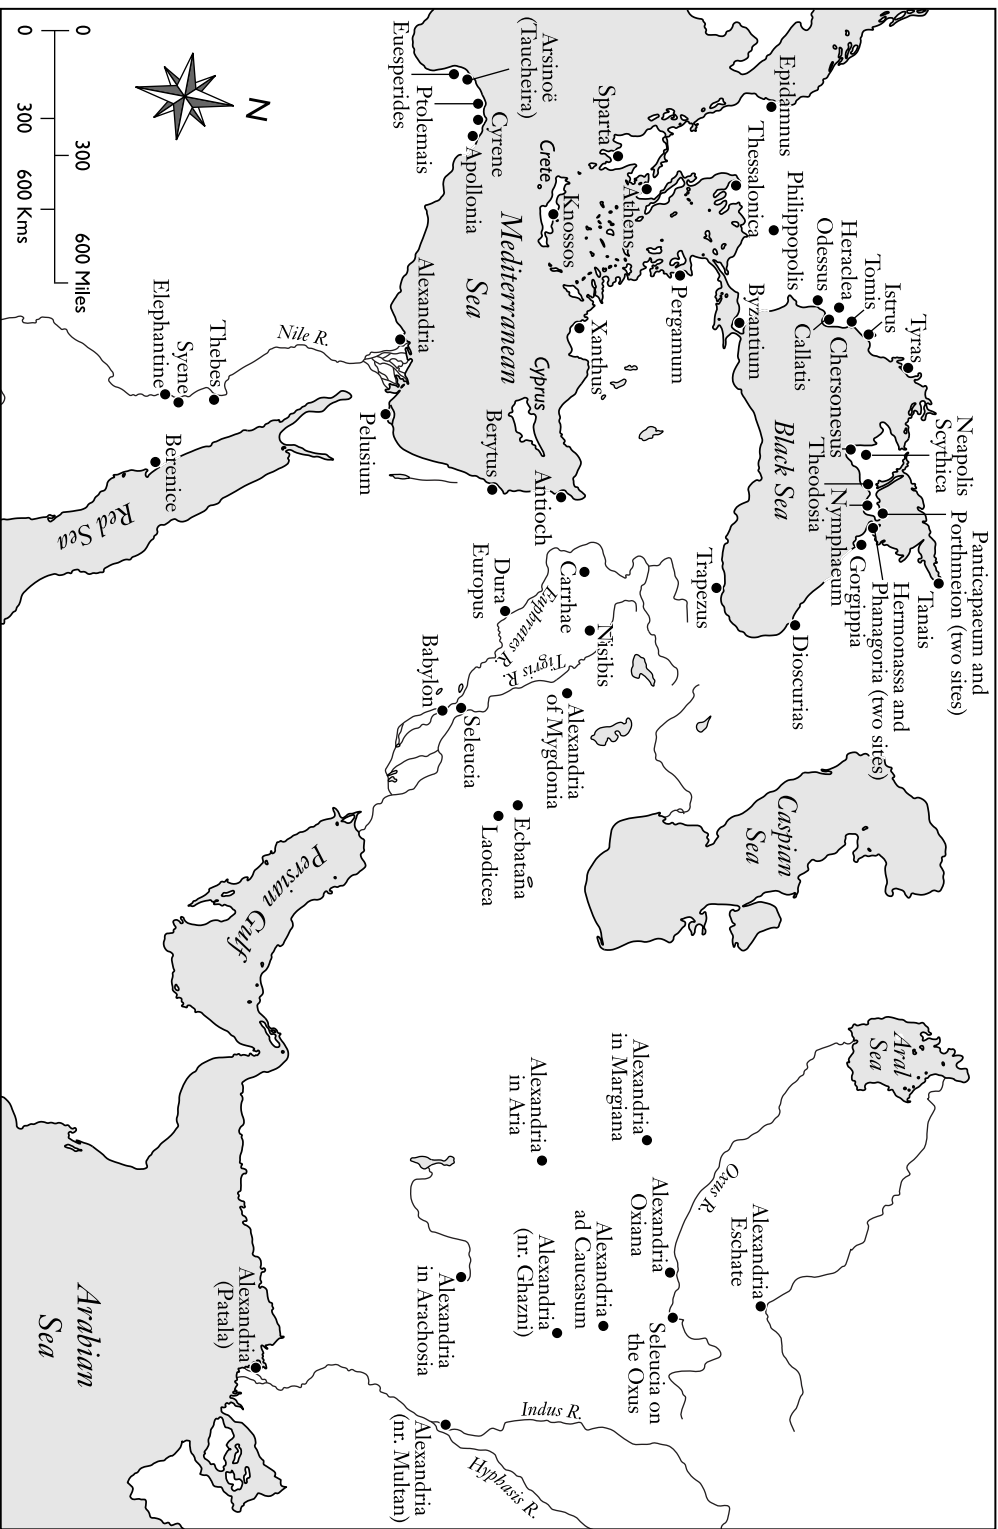 Epidamnus
Thessalonica
Philippopolis
Heraclea
Odessus
Tomis
Istrus
Tyras
Callatis
Chersonesus
Neapolis
Scythica
Panticapaeum and
Porthmeion (two sites)
Theodosia
Nymphaeum
Gorgippia
Tanais
Hermonassa and
Phanagoria (two sites)
Dioscurias
Black Sea
Byzantium
Trapezus
Caspian
Sea
Aral
Sea
Oxus R.
Alexandria
Eschate
Sparta
Athens
Pergamum
Xanthus
Crete
Knossos
Arsinoë
(Taucheira)
Cyrene
Apollonia
Ptolemais
Euesperides
Mediterranean
Sea
Cyprus
Antioch
Berytus
Alexandria
Pelusium
Nile R.
Thebes
Syene
Elephantine
Berenice
Red Sea
Carrhae
Nisibis
Dura
Europus
Euphrates R.
Tigris R.
Babylon
Seleucia
Alexandria
of Mygdonia
Ecbatana
Laodicea
Persian Gulf
Alexandria
in Margiana
Alexandria
in Aria
Alexandria
Oxiana
Seleucia on
the Oxus
Alexandria
ad Caucasum
Alexandria
(nr. Ghazni)
Alexandria
in Arachosia
Alexandria
(Patala)
Alexandria
(nr. Multan)
Indus R.
Hyphasis R.
Arabian
Sea
N
0 300 600 Miles
0 300 600 Kms